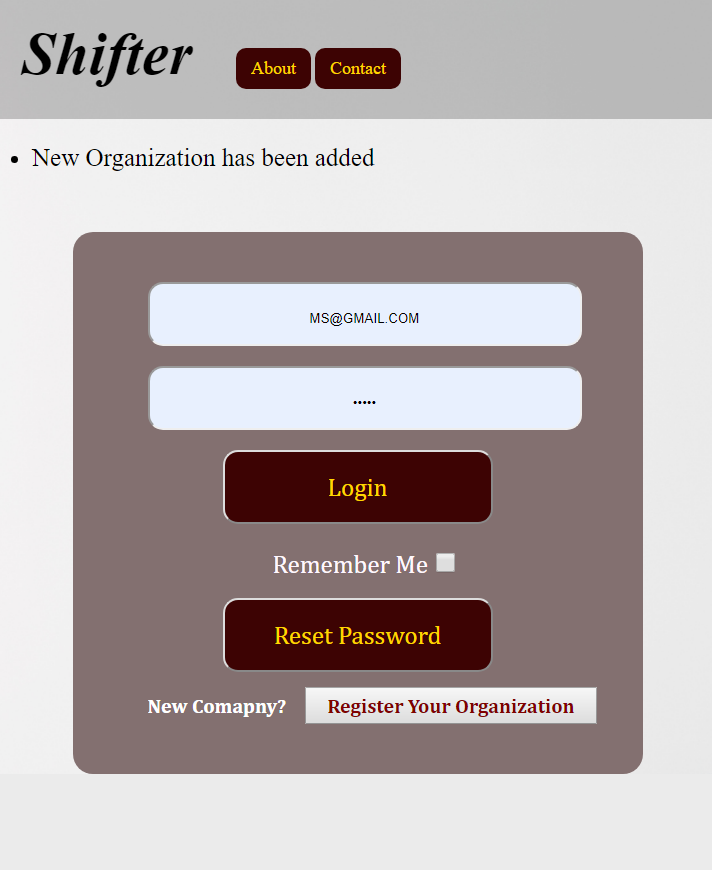 Shifter
About Contact
New Organization has been added
MS@GMAIL.COM
•••••
Login
Remember Me
Reset Password
New Comapny? Register Your Organization